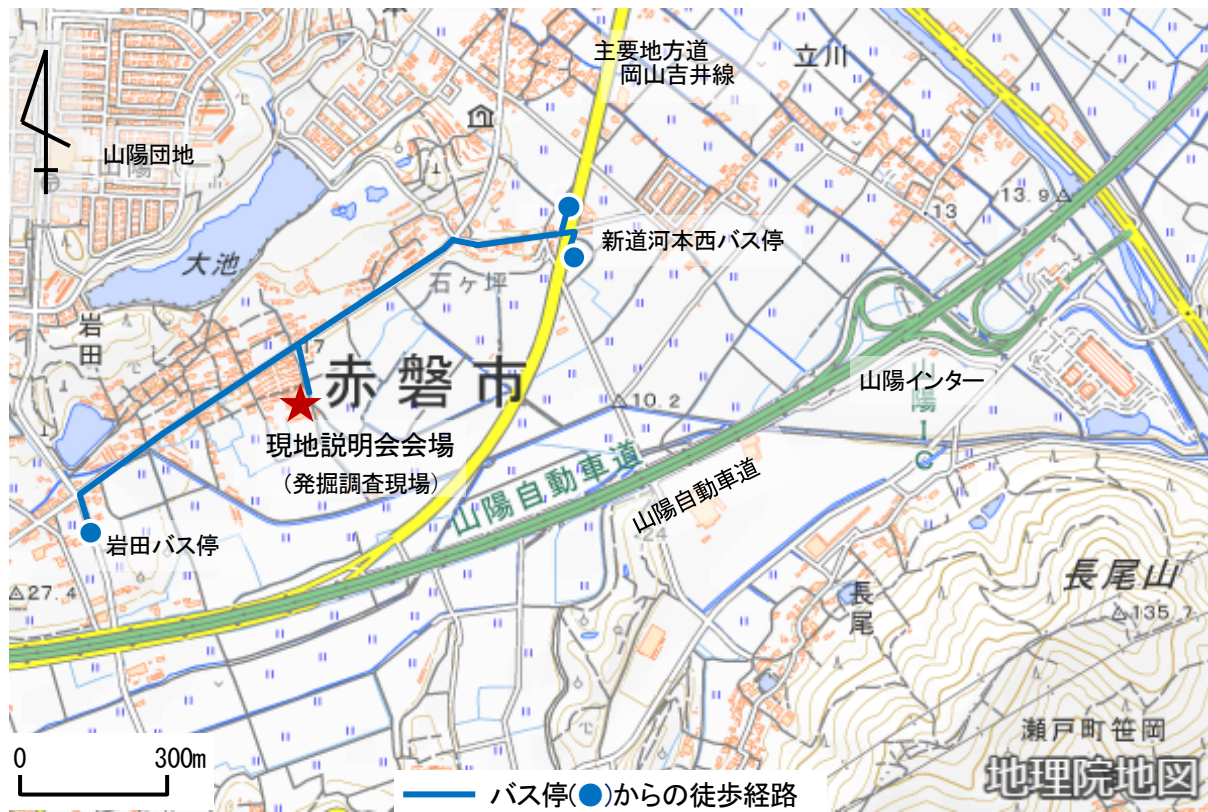 主要地方道
岡山吉井線
立川
山陽団地
13.9
13
新道河本西バス停
大池
石ヶ坪
岩田
17
赤磐市
山陽インター
山陽IC
10.2
現地説明会会場
(発掘調査現場)
山陽自動車道
山陽自動車道
岩田バス停
24
27.4
長尾
長尾山
135.7
瀬戸町笹岡
0 300m
地理院地図
バス停(●)からの徒歩経路